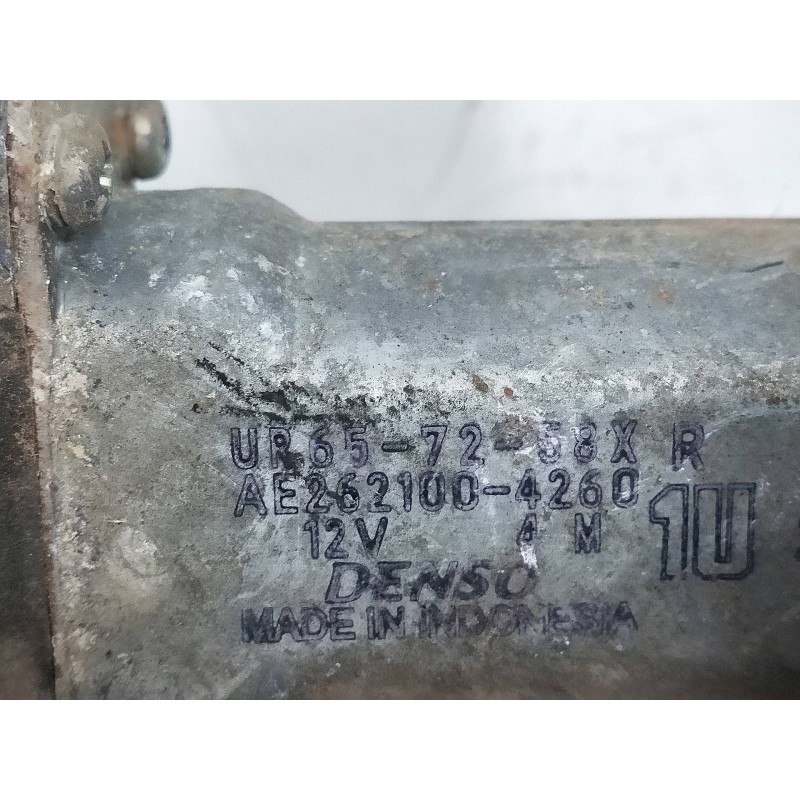 UR65-72-58X R
AE262100-4260
12V 4 M 1U
DENSO
MADE IN INDONESIA